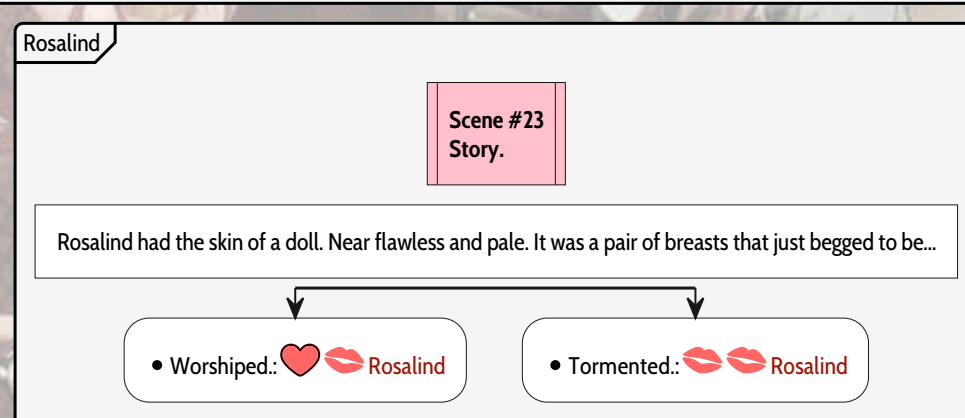 Rosalind
Scene #23
Story.
Rosalind had the skin of a doll. Near flawless and pale. It was a pair of breasts that just begged to be...
• Worshiped.: Rosalind
• Tormented.: Rosalind